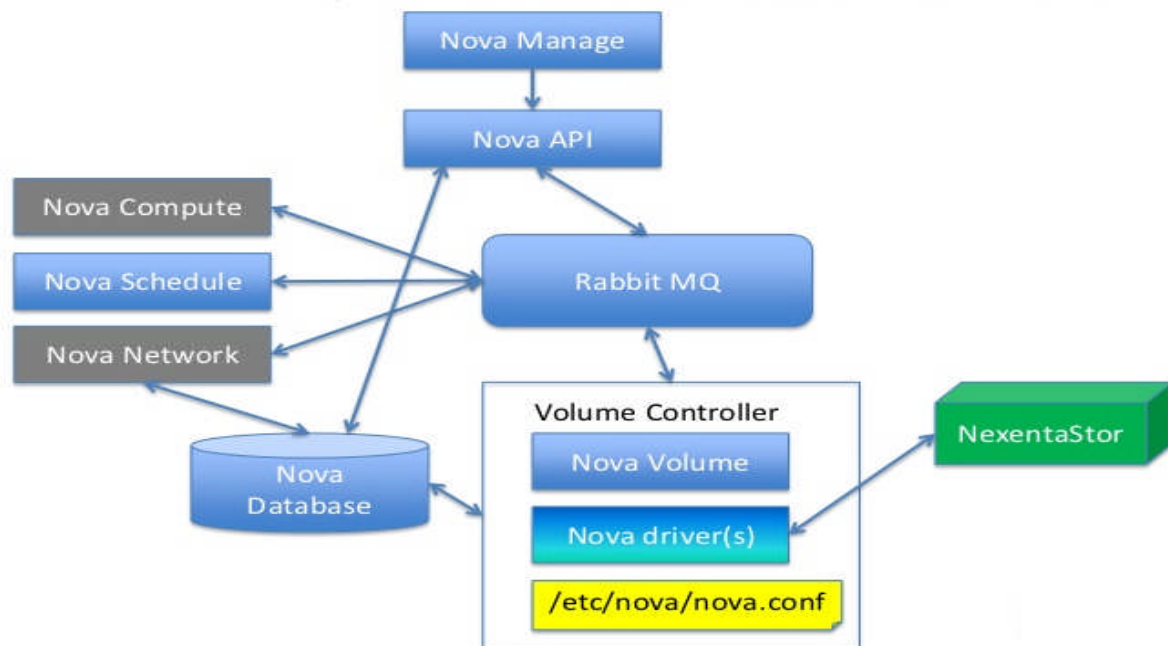 Nova Manage
Nova API
Nova Compute
Nova Schedule
Rabbit MQ
Nova Network
Volume Controller
NexentaStor
Nova Volume
Nova
Database
Nova driver(s)
/etc/nova/nova.conf